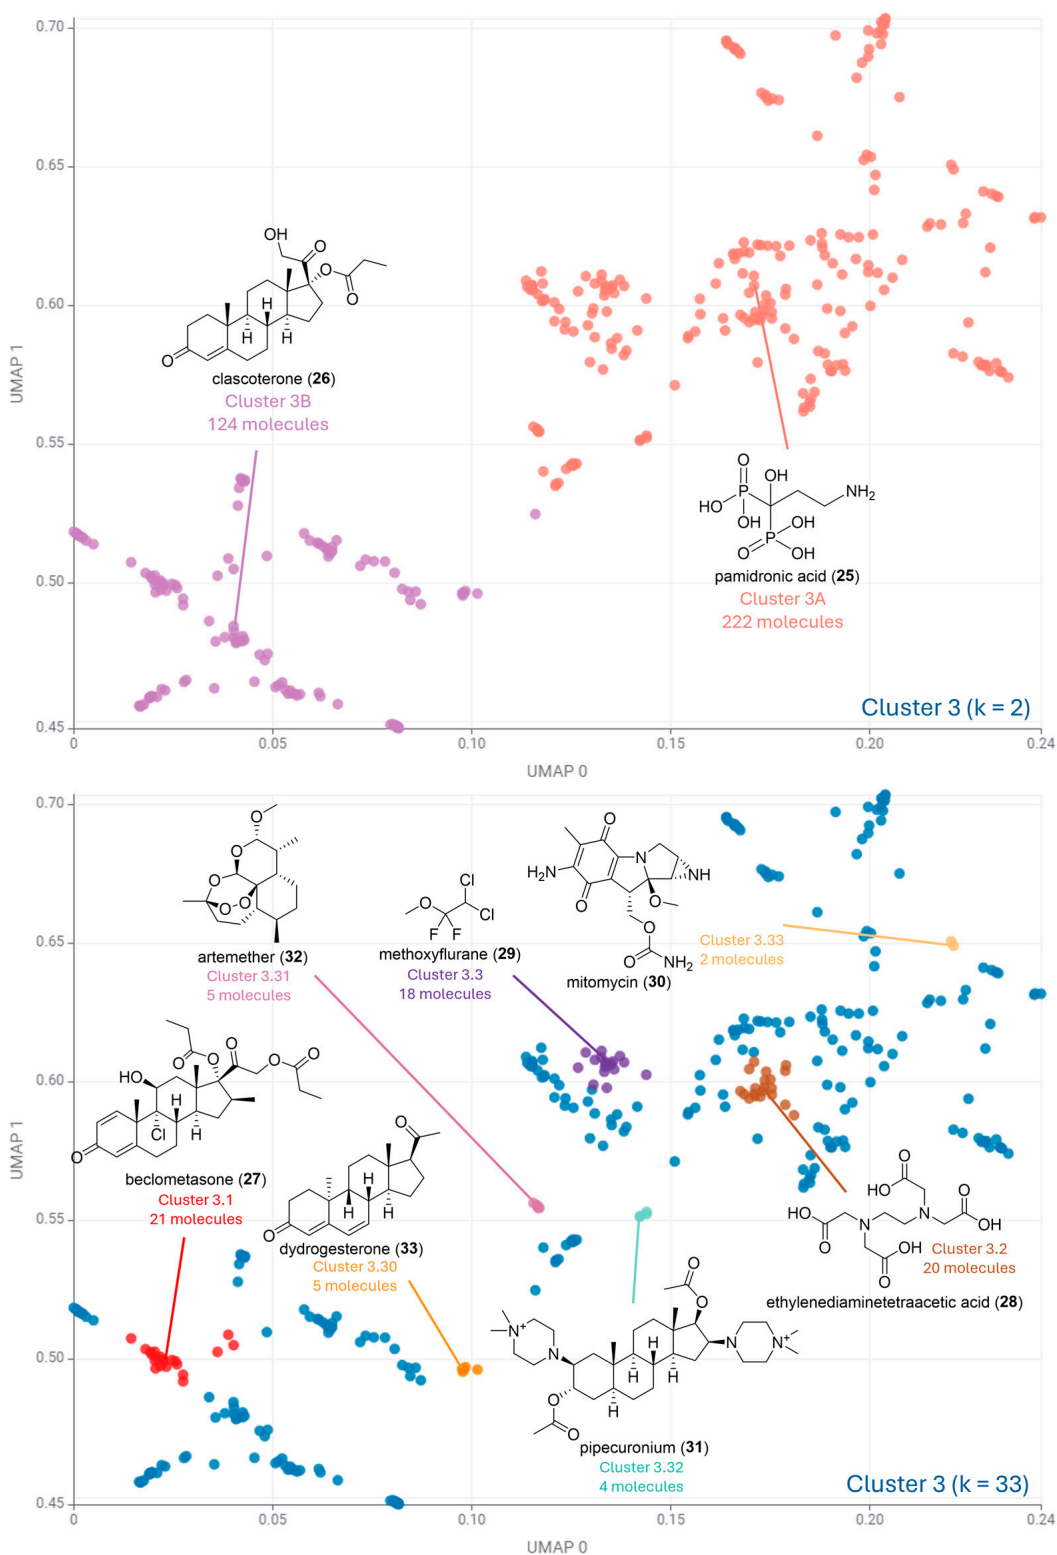 0.70
0.65
0.60
0.55
0.50
0.45
UMAP 1
OH
O
O
O
H
H
H
O
clascoterone (26)
Cluster 3B
124 molecules
O
OH
NH2
HO
P
OH
OH
P
O
OH
pamidronic acid (25)
Cluster 3A
222 molecules
Cluster 3 (k = 2)
0
0.05
0.10
0.15
0.20
0.24
UMAP 0
0.70
0.65
0.60
0.55
0.50
0.45
UMAP 1
O
O
O
O
O
artemether (32)
Cluster 3.31
5 molecules
Cl
O
Cl
F
F
methoxyflurane (29)
Cluster 3.3
18 molecules
O
N
H2N
NH
O
O
O
O
NH2
mitomycin (30)
Cluster 3.33
2 molecules
O
O
O
O
O
HO
H
Cl
H
O
beclometasone (27)
Cluster 3.1
21 molecules
O
H
H
H
O
dydrogesterone (33)
Cluster 3.30
5 molecules
O
HO
O
HO
N
N
OH
O
OH
O
Cluster 3.2
20 molecules
ethylenediaminetetraacetic acid (28)
O
O
N+
N
N
N+
H
H
H
H
O
O
pipecuronium (31)
Cluster 3.32
4 molecules
Cluster 3 (k = 33)
0
0.05
0.10
0.15
0.20
0.24
UMAP 0